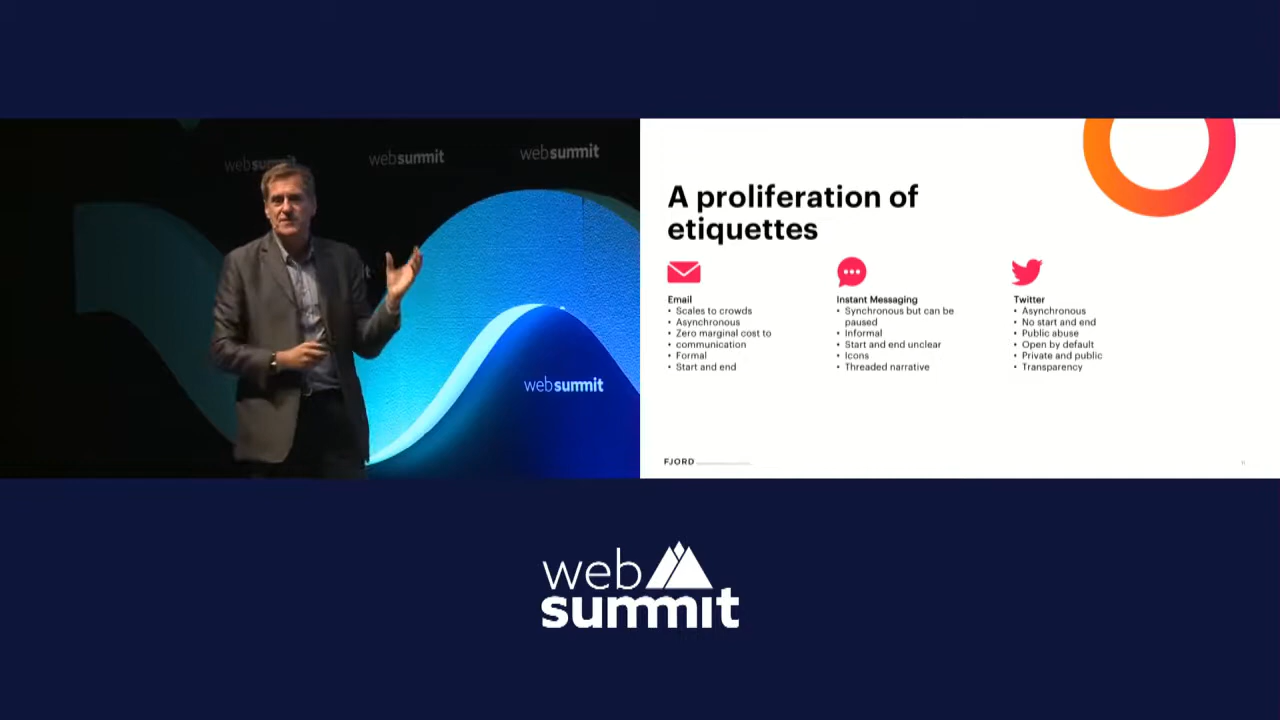 websummit
websummit
websummit
websummit
A proliferation of
etiquettes
Email
• Scales to crowds
• Asynchronous
• Zero marginal cost to
• communication
• Formal
• Start and end
Instant Messaging
• Synchronous but can be
paused
• Informal
• Start and end unclear
• Icons
• Threaded narrative
Twitter
• Asynchronous
• No start and end
• Public abuse
• Open by default
• Private and public
• Transparency
FJORD
web
summit